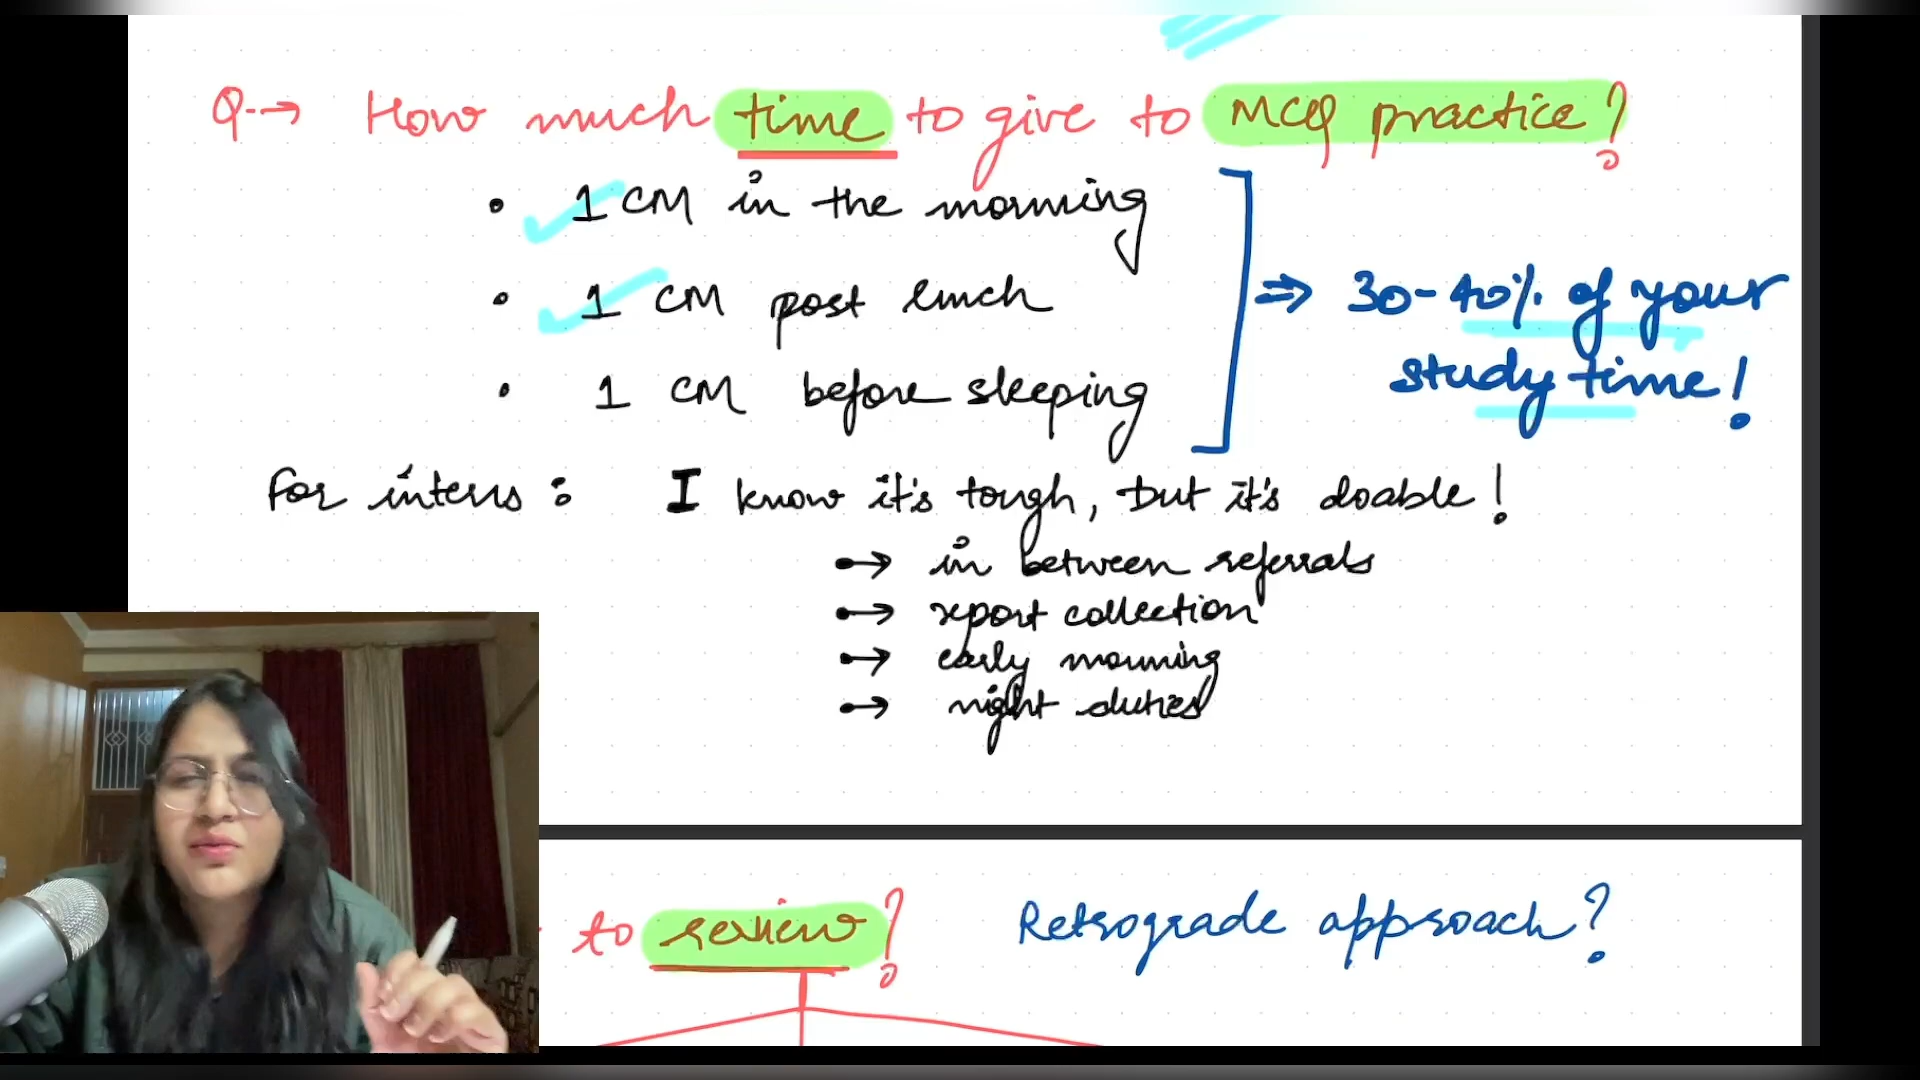 Q→ How much time to give to MCQ practice?
• 1 CM in the morning
• 1 CM post lunch
• 1 CM before sleeping
⇒ 30-40% of your
study time!
For interns: I know it's tough, but it's doable!
→ in between referrals
→ report collection
→ early morning
→ night duties
to review? Retrograde approach?